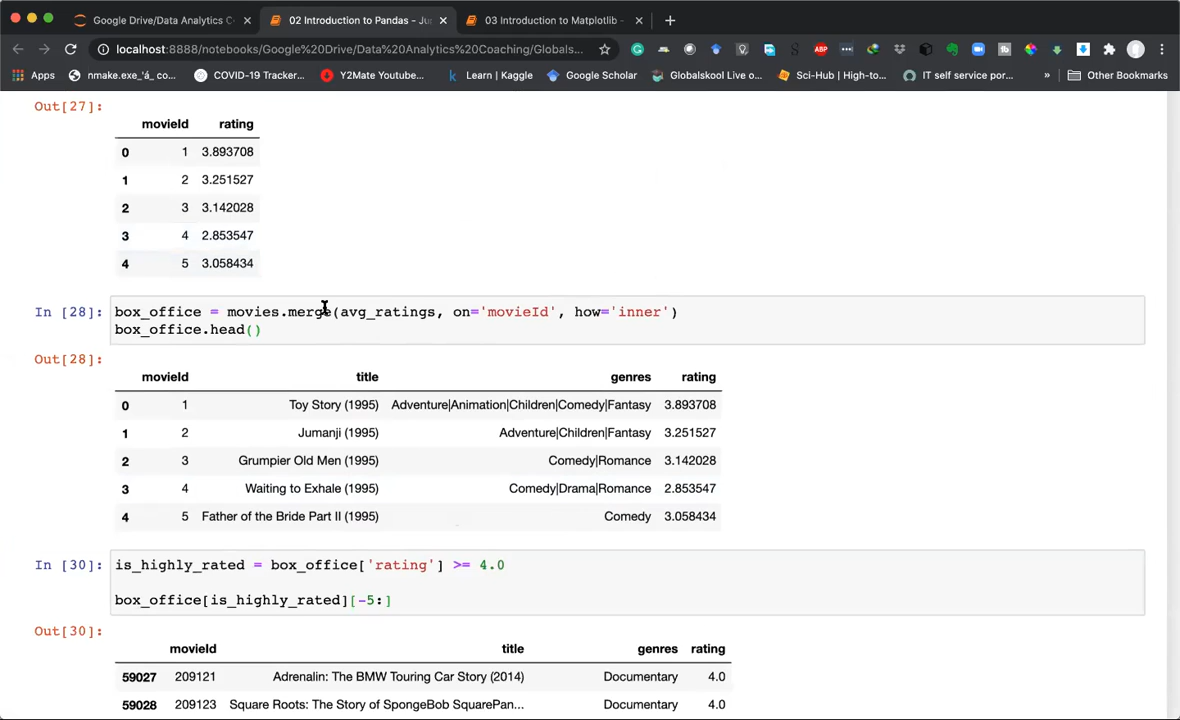 Google Drive/Data Analytics C
02 Introduction to Pandas - Ju
03 Introduction to Matplotlib -
localhost:8888/notebooks/Google%20Drive/Data%20Analytics%20Coaching/Globals...
Apps nmake.exe'á_co... COVID-19 Tracker... Y2Mate Youtube... Learn | Kaggle Google Scholar Globalskool Live o... Sci-Hub | High-to... IT self service por... » Other Bookmarks
Out[27]:
movieId rating
0 1 3.893708
1 2 3.251527
2 3 3.142028
3 4 2.853547
4 5 3.058434
In [28]: box_office = movies.merge(avg_ratings, on='movieId', how='inner')
box_office.head()
Out[28]:
movieId title genres rating
0 1 Toy Story (1995) Adventure|Animation|Children|Comedy|Fantasy 3.893708
1 2 Jumanji (1995) Adventure|Children|Fantasy 3.251527
2 3 Grumpier Old Men (1995) Comedy|Romance 3.142028
3 4 Waiting to Exhale (1995) Comedy|Drama|Romance 2.853547
4 5 Father of the Bride Part II (1995) Comedy 3.058434
In [30]: is_highly_rated = box_office['rating'] >= 4.0
box_office[is_highly_rated][-5:]
Out[30]:
movieId title genres rating
59027 209121 Adrenalin: The BMW Touring Car Story (2014) Documentary 4.0
59028 209123 Square Roots: The Story of SpongeBob SquarePan... Documentary 4.0